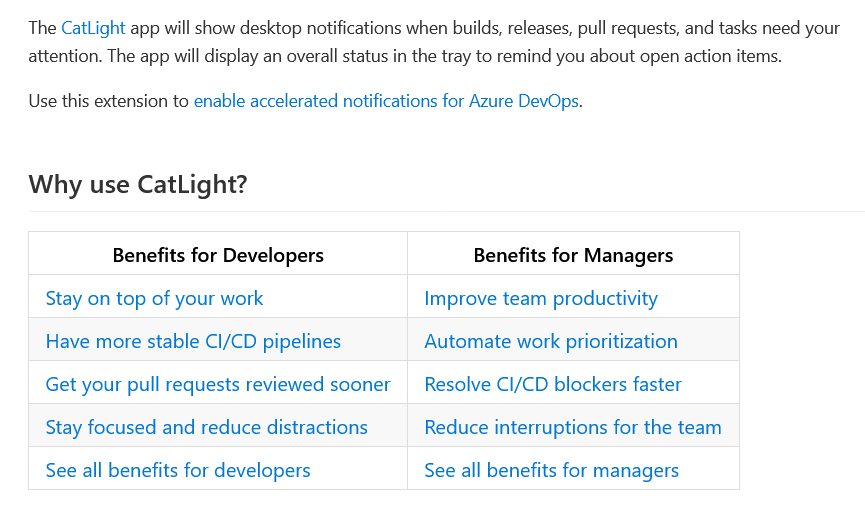 The CatLight app will show desktop notifications when builds, releases, pull requests, and tasks need your
attention. The app will display an overall status in the tray to remind you about open action items.
Use this extension to enable accelerated notifications for Azure DevOps.
Why use CatLight?
Benefits for Developers Benefits for Managers
Stay on top of your work Improve team productivity
Have more stable CI/CD pipelines Automate work prioritization
Get your pull requests reviewed sooner Resolve CI/CD blockers faster
Stay focused and reduce distractions Reduce interruptions for the team
See all benefits for developers See all benefits for managers